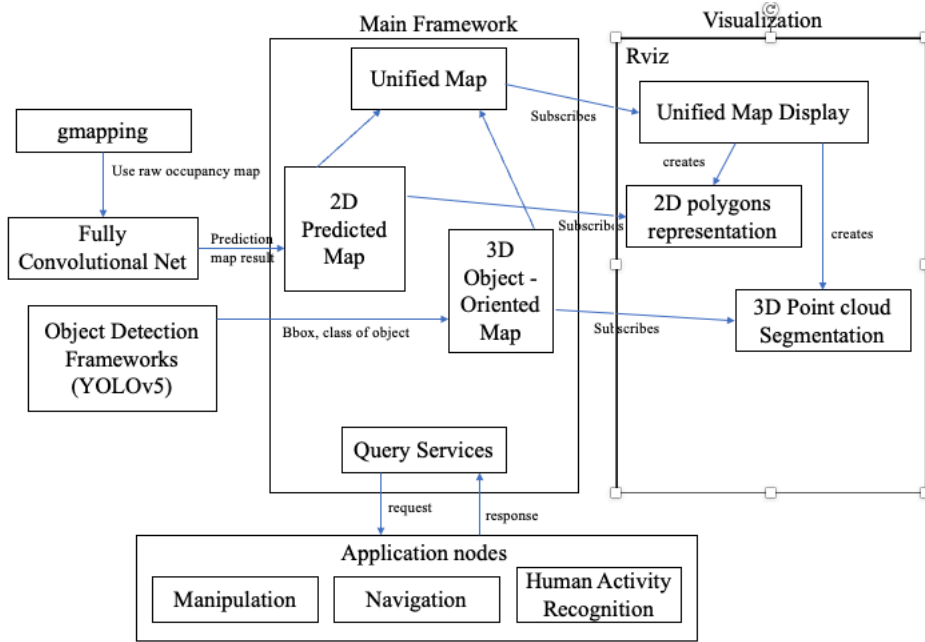 Main Framework
Visualization
Unified Map
Rviz
Unified Map Display
Subscribes
gmapping
Use raw occupancy map
creates
2D
Predicted
Map
2D polygons
representation
Fully
Convolutional Net
Prediction
map result
Subscribes
creates
3D
Object -
Oriented
Map
Object Detection
Frameworks
(YOLOv5)
Bbox, class of object
Subscribes
3D Point cloud
Segmentation
Query Services
request
response
Application nodes
Manipulation
Navigation
Human Activity
Recognition